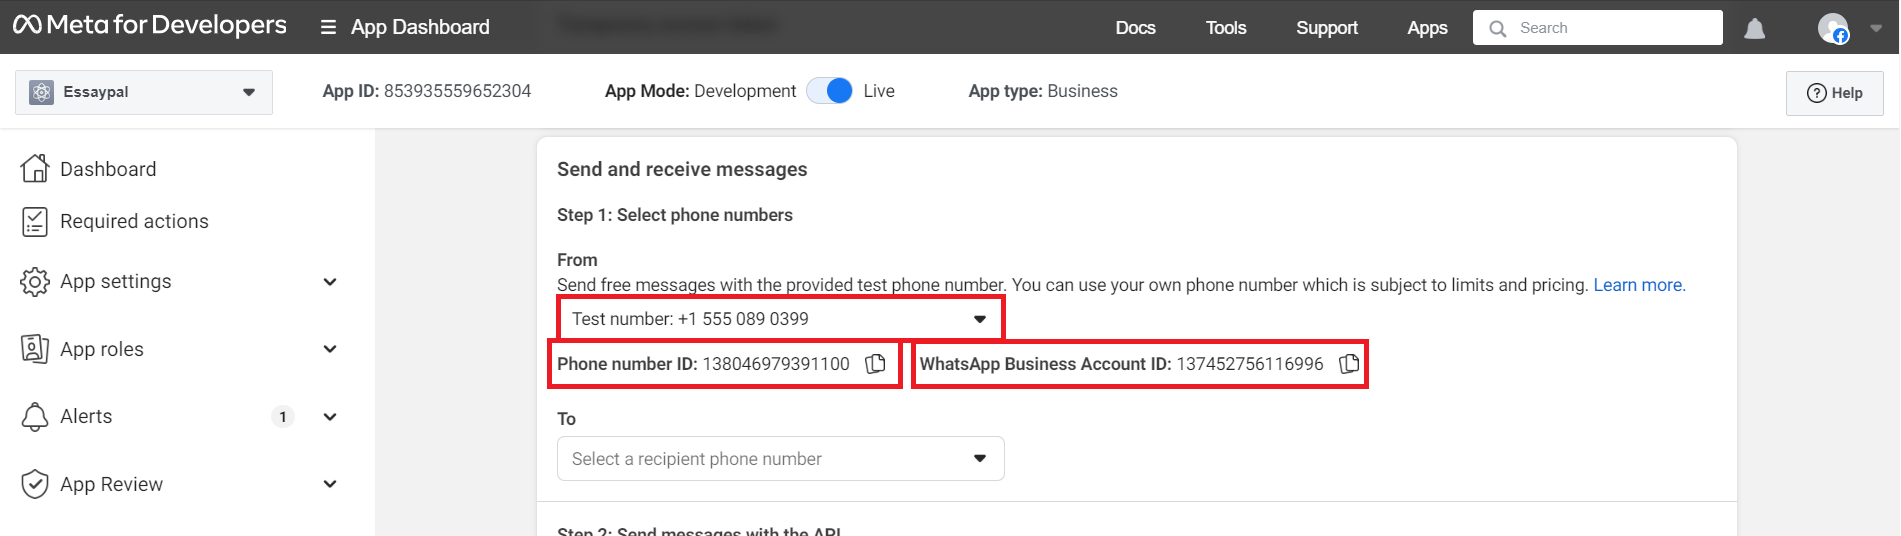 Meta for Developers
App Dashboard
Docs
Tools
Support
Apps
Search
Essaypal
App ID: 853935559652304
App Mode: Development
Live
App type: Business
Help
Dashboard
Required actions
App settings
App roles
Alerts
1
App Review
Send and receive messages
Step 1: Select phone numbers
From
Send free messages with the provided test phone number. You can use your own phone number which is subject to limits and pricing. Learn more.
Test number: +1 555 089 0399
Phone number ID: 138046979391100
WhatsApp Business Account ID: 137452756116996
To
Select a recipient phone number
Step 2: Send messages with the API